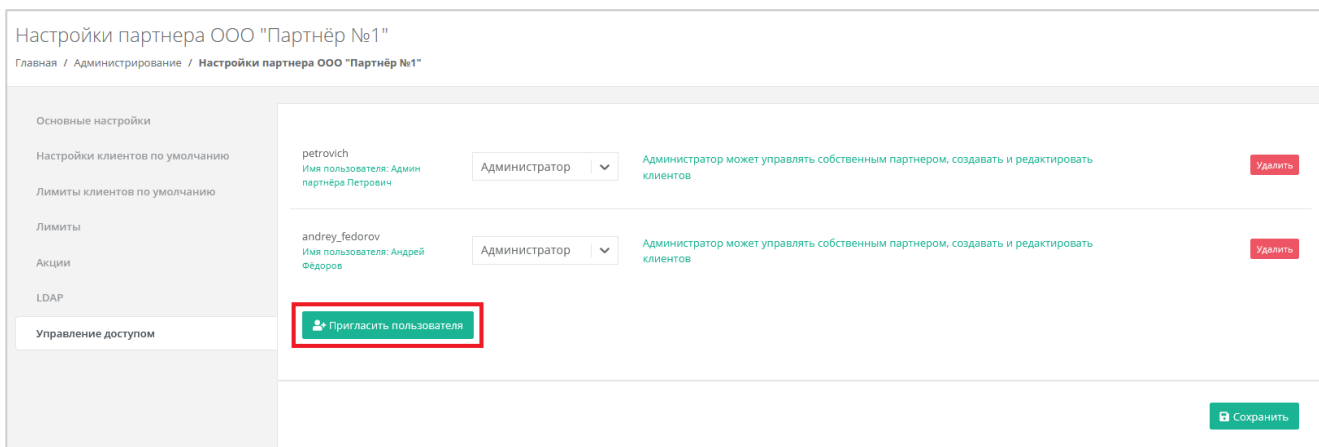 Настройки партнера ООО "Партнёр №1"
Главная / Администрирование / Настройки партнера ООО "Партнёр №1"
Основные настройки
Настройки клиентов по умолчанию
Лимиты клиентов по умолчанию
Лимиты
Акции
LDAP
Управление доступом
petrovich
Имя пользователя: Админ
партнёра Петрович
Администратор
Администратор может управлять собственным партнером, создавать и редактировать
клиентов
Удалить
andrey_fedorov
Имя пользователя: Андрей
Фёдоров
Администратор
Администратор может управлять собственным партнером, создавать и редактировать
клиентов
Удалить
Пригласить пользователя
Сохранить